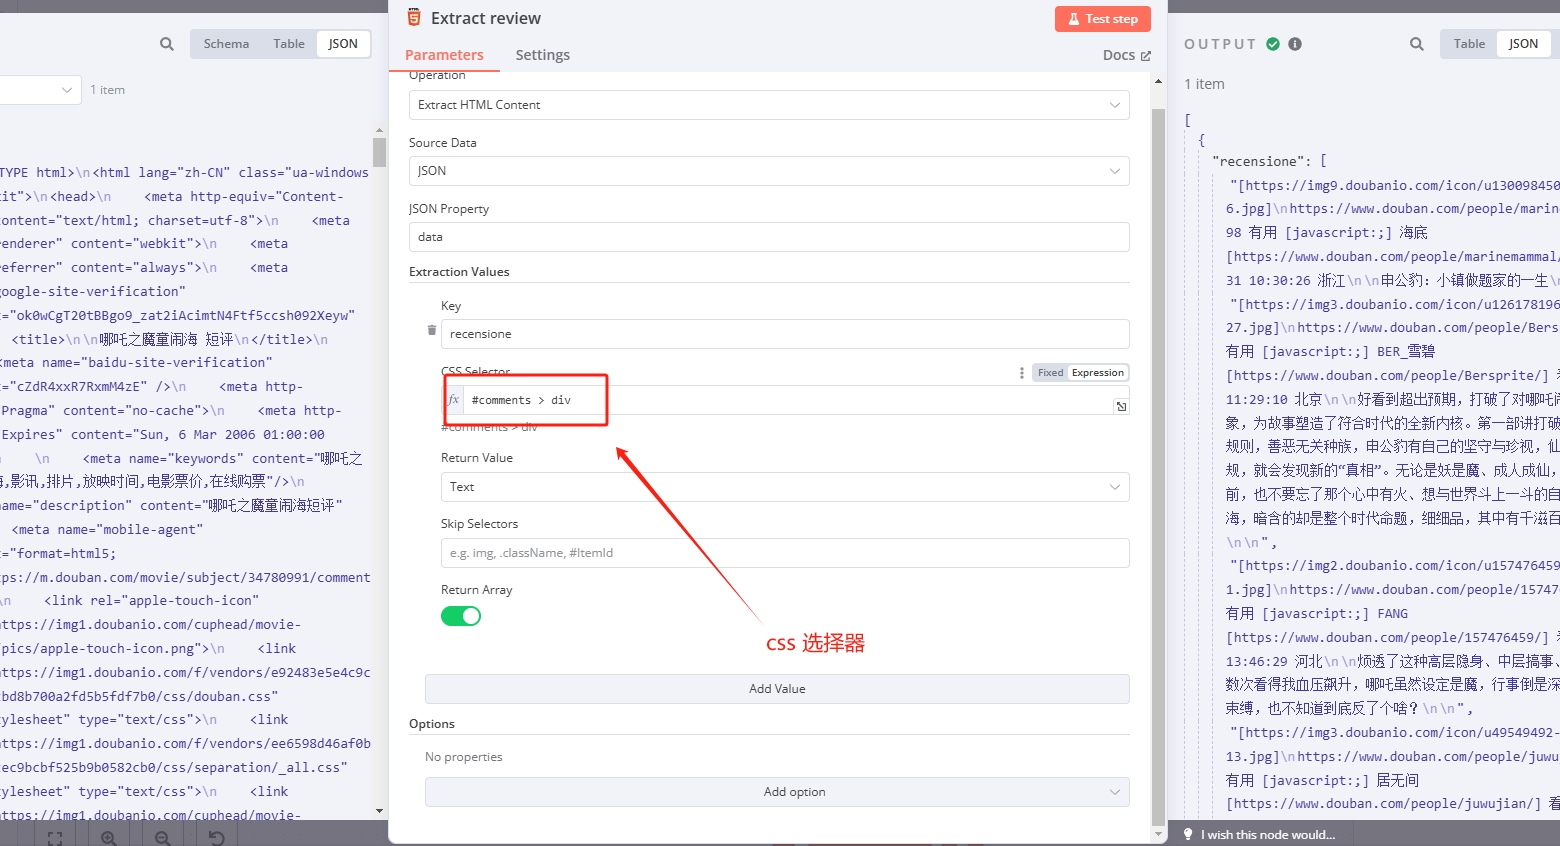 Schema Table JSON
1 item
TYPE html>\n<html lang="zh-CN" class="ua-windows
it">\n<head>\n    <meta http-equiv="Content-
ontent="text/html; charset=utf-8">\n    <meta
renderer" content="webkit">\n    <meta
referrer" content="always">\n    <meta
google-site-verification"
="ok0wCgT20tBBgo9_zat2iAcimtN4Ftf5ccsh092Xeyw"
<title>\n\n哪吒之魔童闹海 短评\n</title>\n
<meta name="baidu-site-verification"
="cZdR4xxR7RxmM4zE" />\n    <meta http-
Pragma" content="no-cache">\n    <meta http-
Expires" content="Sun, 6 Mar 2006 01:00:00
\n    \n    <meta name="keywords" content="哪吒之
海,影讯,排片,放映时间,电影票价,在线购票"/>\n
name="description" content="哪吒之魔童闹海短评"
<meta name="mobile-agent"
="format=html5;
ps://m.douban.com/movie/subject/34780991/comment
\n    <link rel="apple-touch-icon"
ttps://img1.doubanio.com/cuphead/movie-
/pics/apple-touch-icon.png">\n    <link
ttps://img1.doubanio.com/f/vendors/e92483e5e4c9c
bd8b700a2fd5b5fdf7b0/css/douban.css"
tylesheet" type="text/css">\n    <link
ttps://img1.doubanio.com/f/vendors/ee6598d46af0b
ec9bcbf525b9b0582cb0/css/separation/_all.css"
tylesheet" type="text/css">\n    <link
ttps://img1.doubanio.com/cuphead/movie-
Extract review
Test step
Parameters Settings Docs
Operation
Extract HTML Content
Source Data
JSON
JSON Property
data
Extraction Values
Key
recensione
CSS Selector Fixed Expression
fx #comments > div
#comments > div
Return Value
Text
Skip Selectors
e.g. img, .className, #ItemId
Return Array
css 选择器
Add Value
Options
No properties
Add option
OUTPUT
Table JSON
1 item
[
{
"recensione": [
"[https://img9.doubanio.com/icon/u130098450
6.jpg]\nhttps://www.douban.com/people/marine
98 有用 [javascript:;] 海底
[https://www.douban.com/people/marinemammal/
31 10:30:26 浙江\n\n申公豹：小镇做题家的一生\
"[https://img3.doubanio.com/icon/u126178196
27.jpg]\nhttps://www.douban.com/people/Bers
有用 [javascript:;] BER_雪碧
[https://www.douban.com/people/Bersprite/] 看
11:29:10 北京\n\n好看到超出预期，打破了对哪吒
象，为故事塑造了符合时代的全新内核。第一部讲打破
规则，善恶无关种族，申公豹有自己的坚守与珍视，仙
规，就会发现新的“真相”。无论是妖是魔、成人成仙，
前，也不要忘了那个心中有火、想与世界斗上一斗的自
海，暗含的却是整个时代命题，细细品，其中有千滋百
\n\n",
"[https://img2.doubanio.com/icon/u157476459
1.jpg]\nhttps://www.douban.com/people/15747
有用 [javascript:;] FANG
[https://www.douban.com/people/157476459/] 看
13:46:29 河北\n\n烦透了这种高层隐身、中层搞事、
数次看得我血压飙升，哪吒虽然设定是魔，行事倒是深
束缚，也不知道到底反了个啥？\n\n",
"[https://img3.doubanio.com/icon/u49549492-
13.jpg]\nhttps://www.douban.com/people/juwu
有用 [javascript:;] 居无间
[https://www.douban.com/people/juwujian/] 看
I wish this node would...